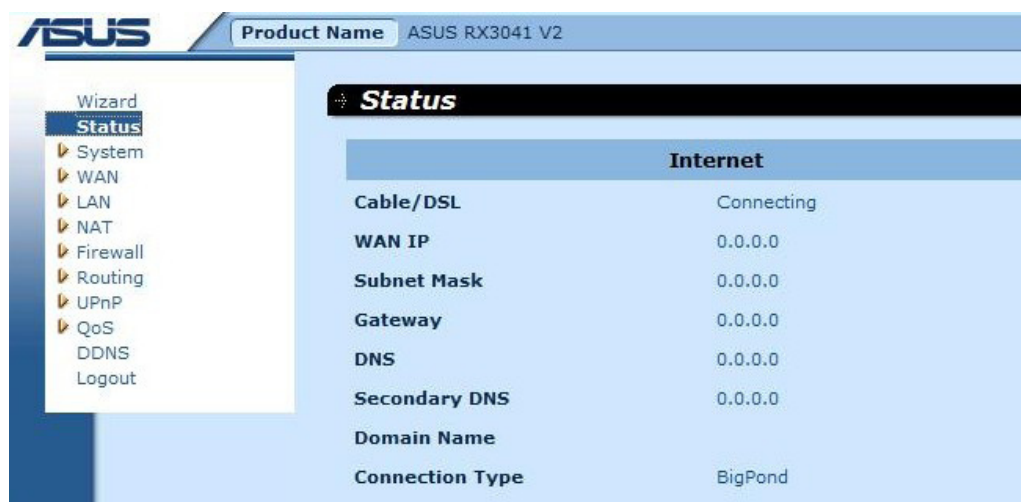 ASUS
Product Name ASUS RX3041 V2
Wizard
Status
System
WAN
LAN
NAT
Firewall
Routing
UPnP
QoS
DDNS
Logout
Status
Internet
Cable/DSL Connecting
WAN IP 0.0.0.0
Subnet Mask 0.0.0.0
Gateway 0.0.0.0
DNS 0.0.0.0
Secondary DNS 0.0.0.0
Domain Name
Connection Type BigPond